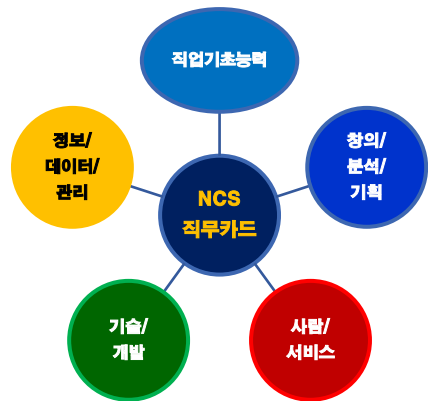 직업기초능력
정보/
데이터/
관리
창의/
분석/
기획
NCS
직무카드
기술/
개발
사람/
서비스